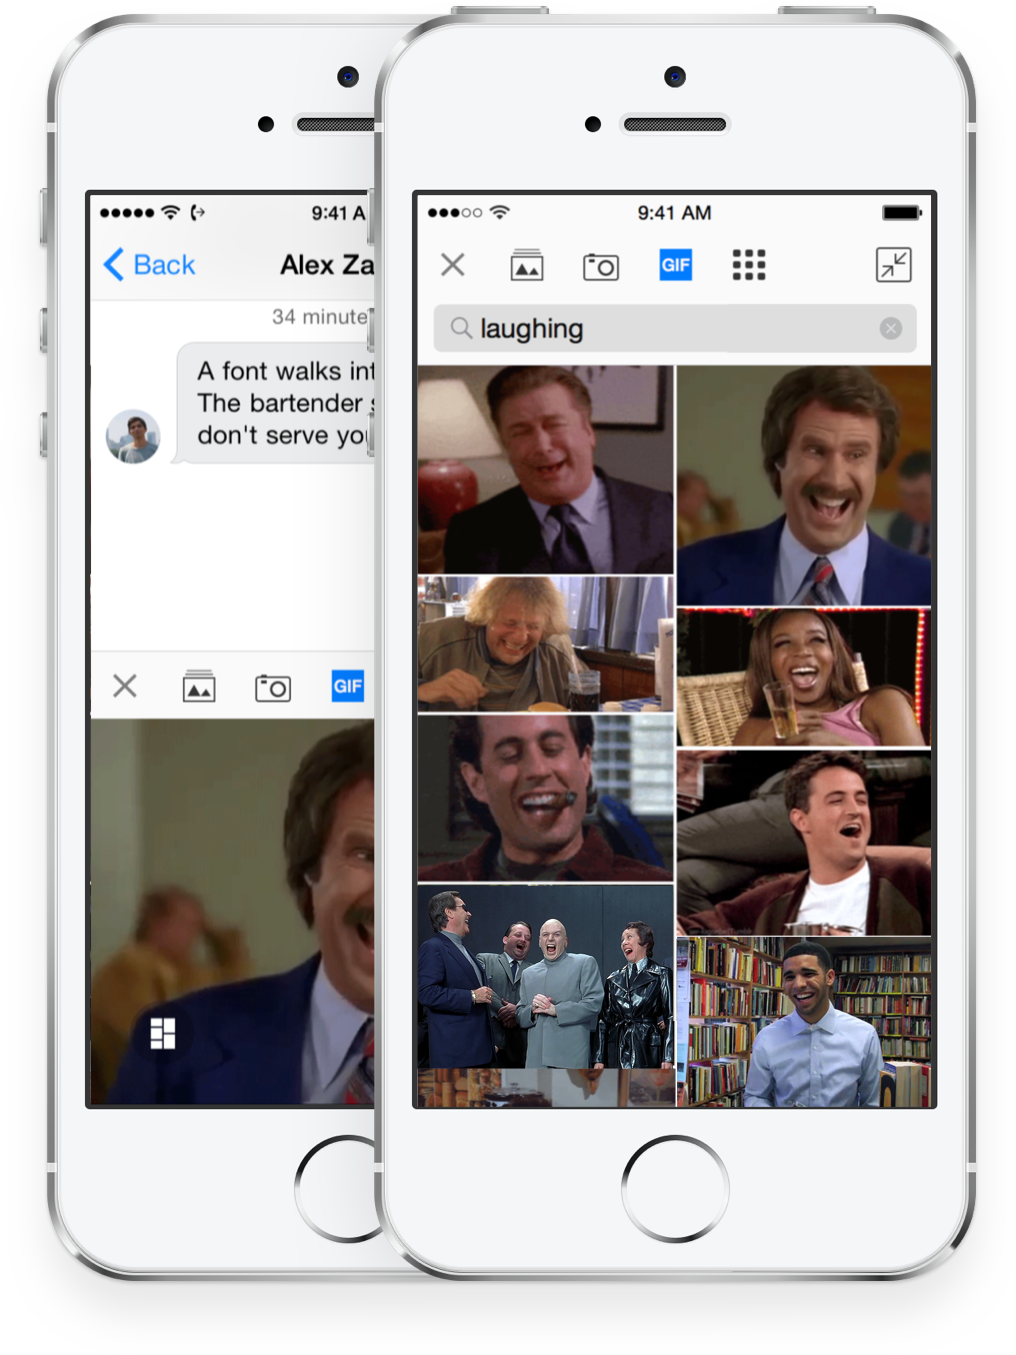 9:41 A
Back
Alex Za
34 minute
A font walks int
The bartender
don't serve you
GIF
9:41 AM
GIF
laughing